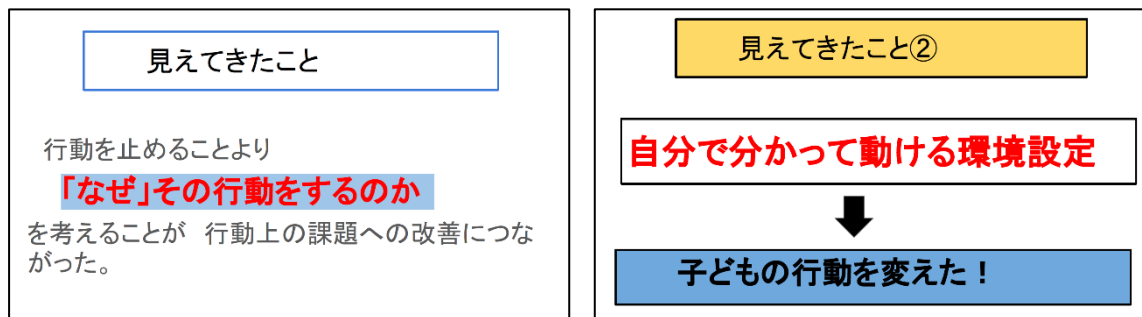 見えてきたこと
行動を止めることより
「なぜ」その行動をするのか
を考えることが　行動上の課題への改善につな
がった。
見えてきたこと②
自分で分かって動ける環境設定
子どもの行動を変えた！